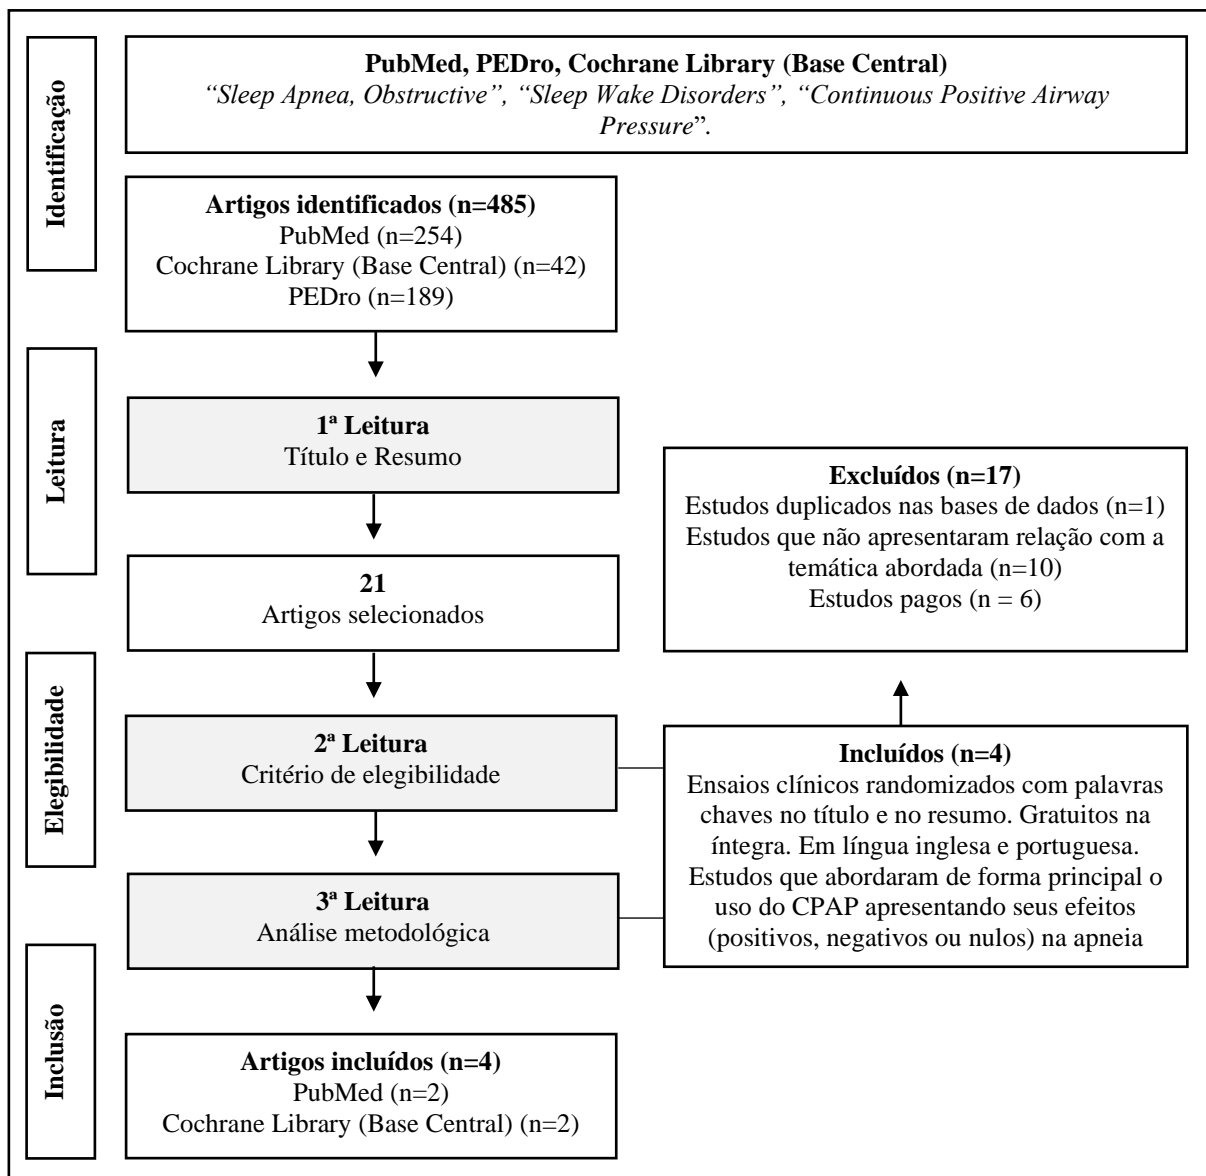 Identificação
PubMed, PEDro, Cochrane Library (Base Central)
“Sleep Apnea, Obstructive”, “Sleep Wake Disorders”, “Continuous Positive Airway
Pressure”.
Artigos identificados (n=485)
PubMed (n=254)
Cochrane Library (Base Central) (n=42)
PEDro (n=189)
Leitura
1ª Leitura
Título e Resumo
21
Artigos selecionados
Excluídos (n=17)
Estudos duplicados nas bases de dados (n=1)
Estudos que não apresentaram relação com a
temática abordada (n=10)
Estudos pagos (n = 6)
Elegibilidade
2ª Leitura
Critério de elegibilidade
3ª Leitura
Análise metodológica
Incluídos (n=4)
Ensaios clínicos randomizados com palavras
chaves no título e no resumo. Gratuitos na
íntegra. Em língua inglesa e portuguesa.
Estudos que abordaram de forma principal o
uso do CPAP apresentando seus efeitos
(positivos, negativos ou nulos) na apneia
Inclusão
Artigos incluídos (n=4)
PubMed (n=2)
Cochrane Library (Base Central) (n=2)